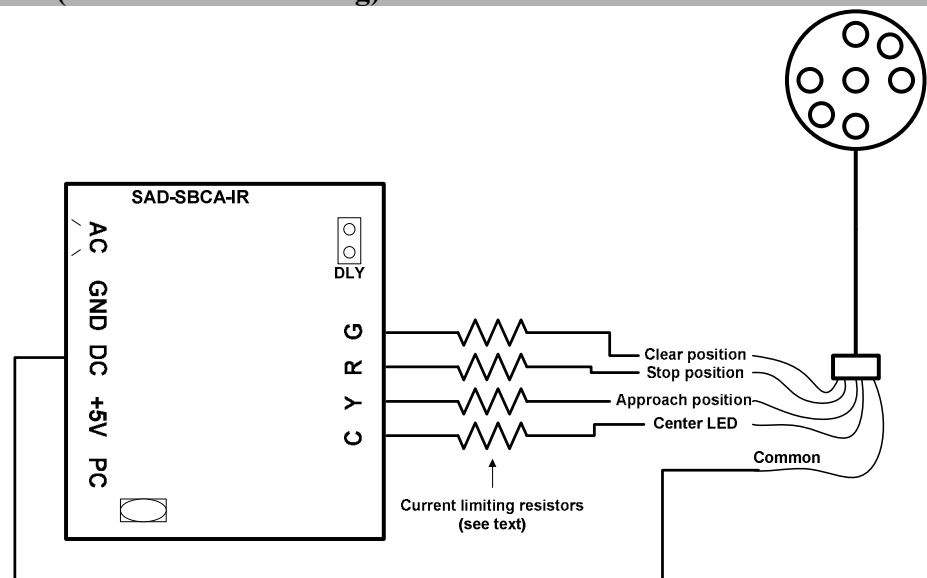 SAD-SBCA-IR
AC
GND
DC
+5V
PC
DLY
G
R
Y
C
Clear position
Stop position
Approach position
Center LED
Common
Current limiting resistors
(see text)